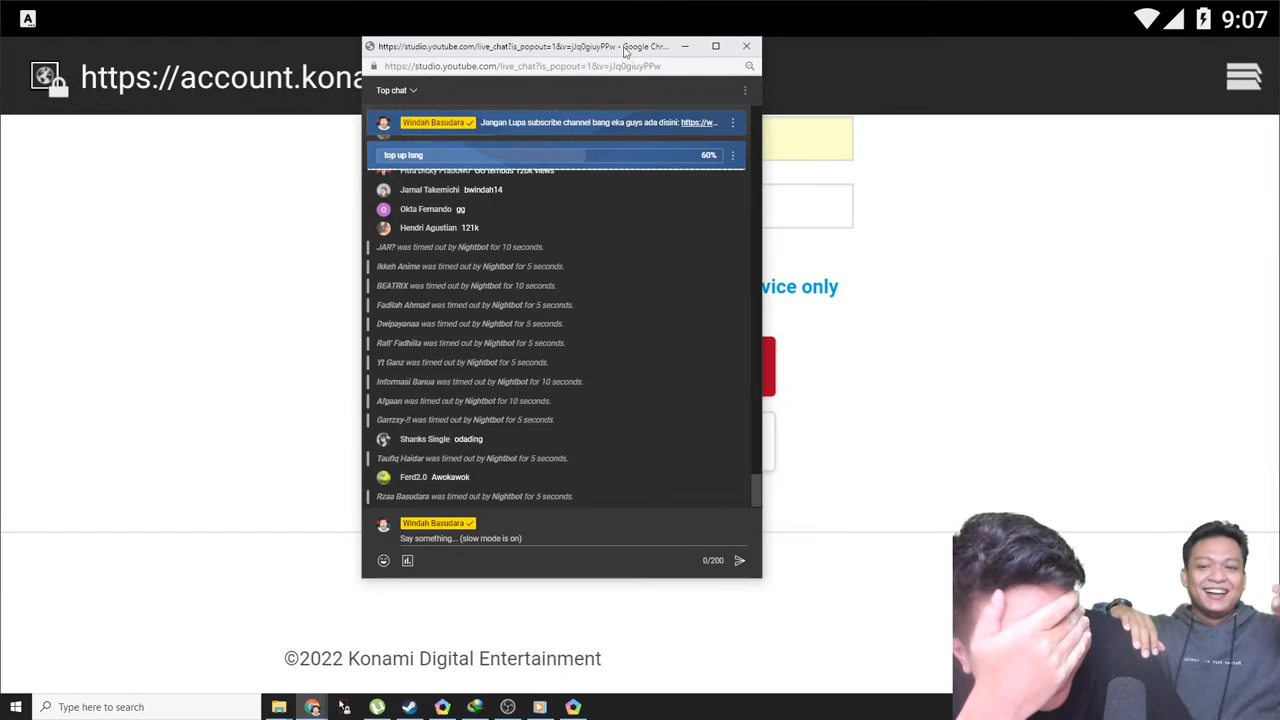 9:07
https://studio.youtube.com/live_chat?is_popout=1&v=jJq0giuyPPw - Google Chr...
https://account.kona
https://studio.youtube.com/live_chat?is_popout=1&v=jJq0giuyPPw
Top chat
Windah Basudara Jangan Lupa subscribe channel bang eka guys ada disini: https://w...
top up lsng 60%
Fitra Dicky Prabowo GG tembus 120k views
Jamal Takemichi bwindah14
O Okta Fernando gg
Hendri Agustian 121k
JAR? was timed out by Nightbot for 10 seconds.
Ikkeh Anime was timed out by Nightbot for 5 seconds.
BEATRIX was timed out by Nightbot for 10 seconds.
vice only
Fadilah Ahmad was timed out by Nightbot for 5 seconds.
Dwipayanaa was timed out by Nightbot for 5 seconds.
Rafi' Fadhilla was timed out by Nightbot for 5 seconds.
Yt Ganz was timed out by Nightbot for 5 seconds.
Informasi Banua was timed out by Nightbot for 10 seconds.
Afgaan was timed out by Nightbot for 10 seconds.
Garrzxy-!! was timed out by Nightbot for 5 seconds.
Shanks Single odading
Taufiq Haidar was timed out by Nightbot for 5 seconds.
Ferd2.0 Awokawok
Rzaa Basudara was timed out by Nightbot for 5 seconds.
Windah Basudara
Say something... (slow mode is on)
0/200
©2022 Konami Digital Entertainment
Type here to search